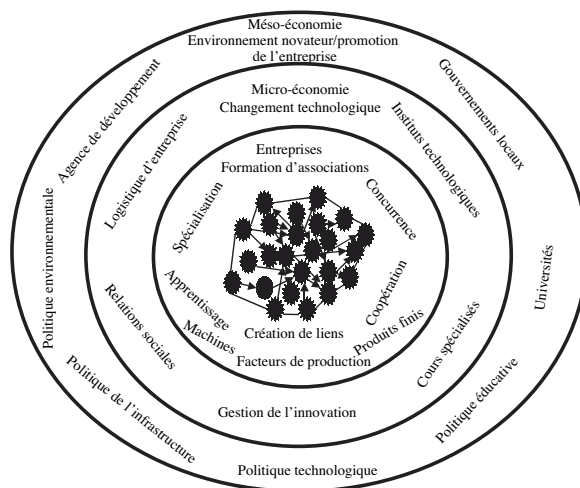 Méso-économie
Environnement novateur/promotion
de l'entreprise
Agence de développement
Gouvernements locaux
Micro-économie
Changement technologique
Logistique d'entreprise
Instituts technologiques
Entreprises
Formation d'associations
Spécialisation
Concurrence
Politique environnementale
Universités
Apprentissage
Coopération
Machines
Création de liens
Produits finis
Facteurs de production
Relations sociales
Cours spécialisés
Gestion de l'innovation
Politique de l'infrastructure
Politique éducative
Politique technologique